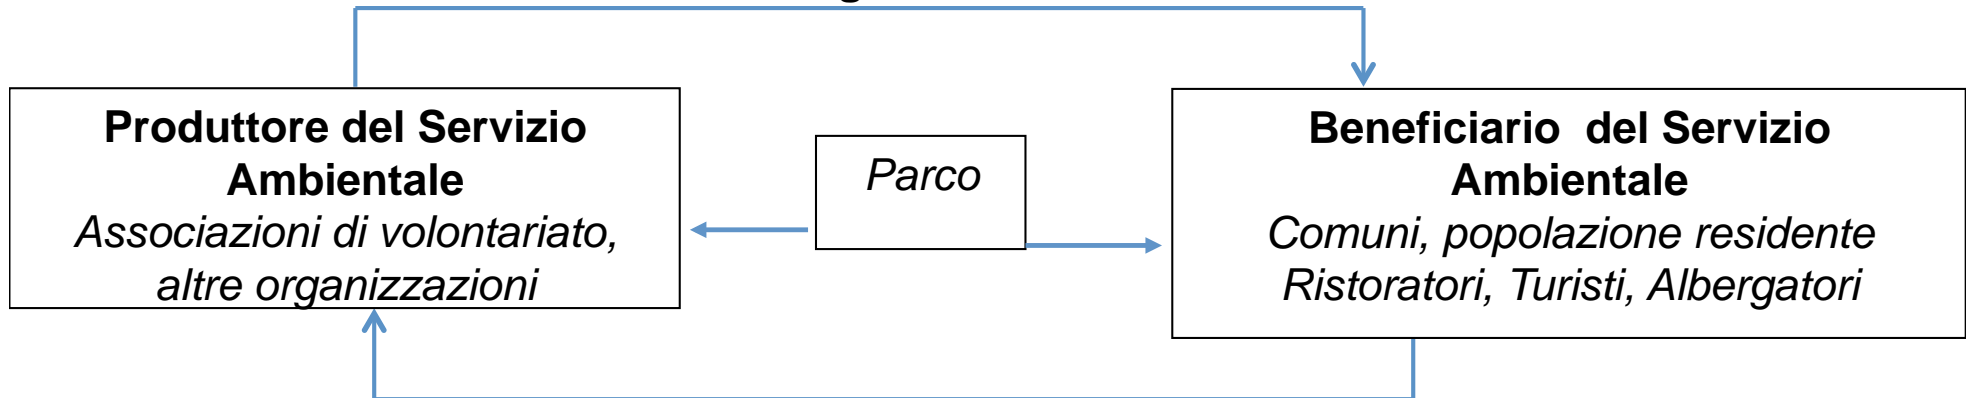 Produttore del Servizio
Ambientale
Associazioni di volontariato,
altre organizzazioni
Parco
Beneficiario del Servizio
Ambientale
Comuni, popolazione residente
Ristoratori, Turisti, Albergatori